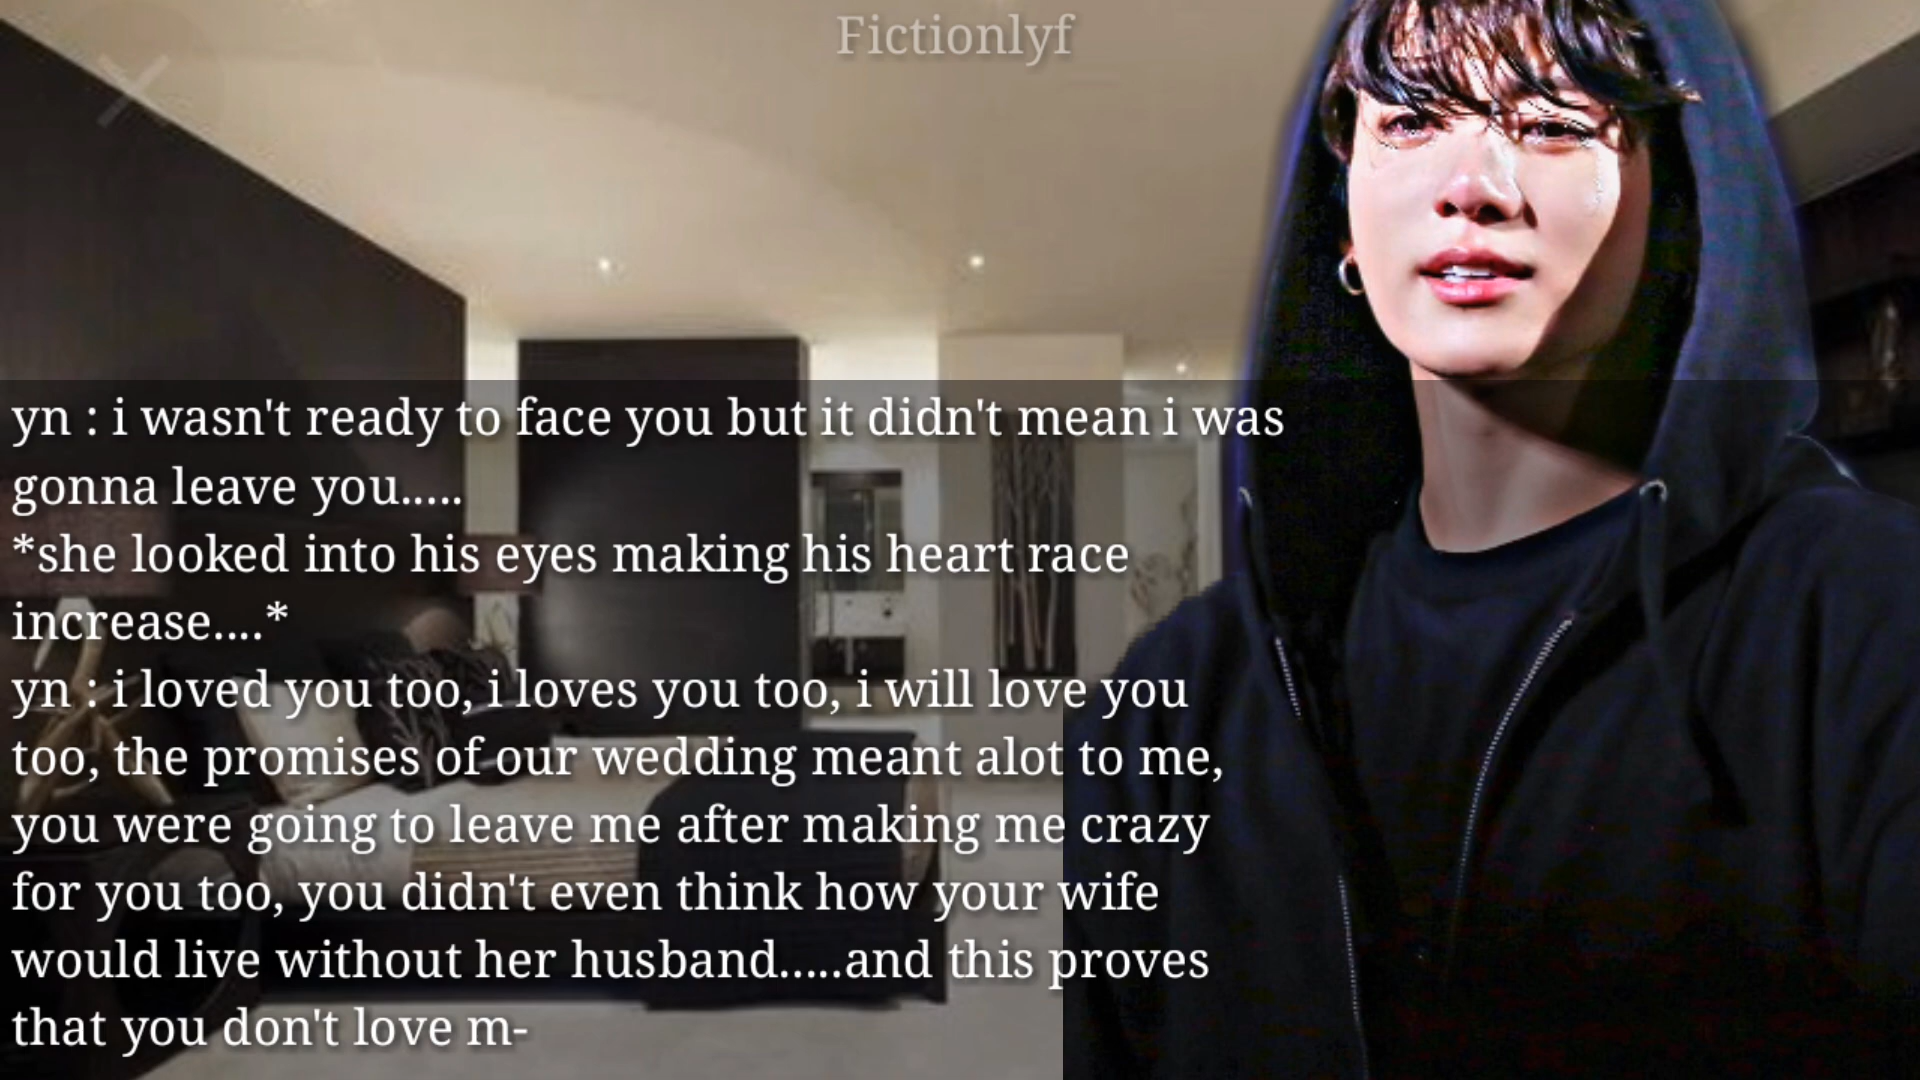 Fictionlyf
yn : i wasn't ready to face you but it didn't mean i was
gonna leave you.....
*she looked into his eyes making his heart race
increase....*
yn : i loved you too, i loves you too, i will love you
too, the promises of our wedding meant alot to me,
you were going to leave me after making me crazy
for you too, you didn't even think how your wife
would live without her husband.....and this proves
that you don't love m-